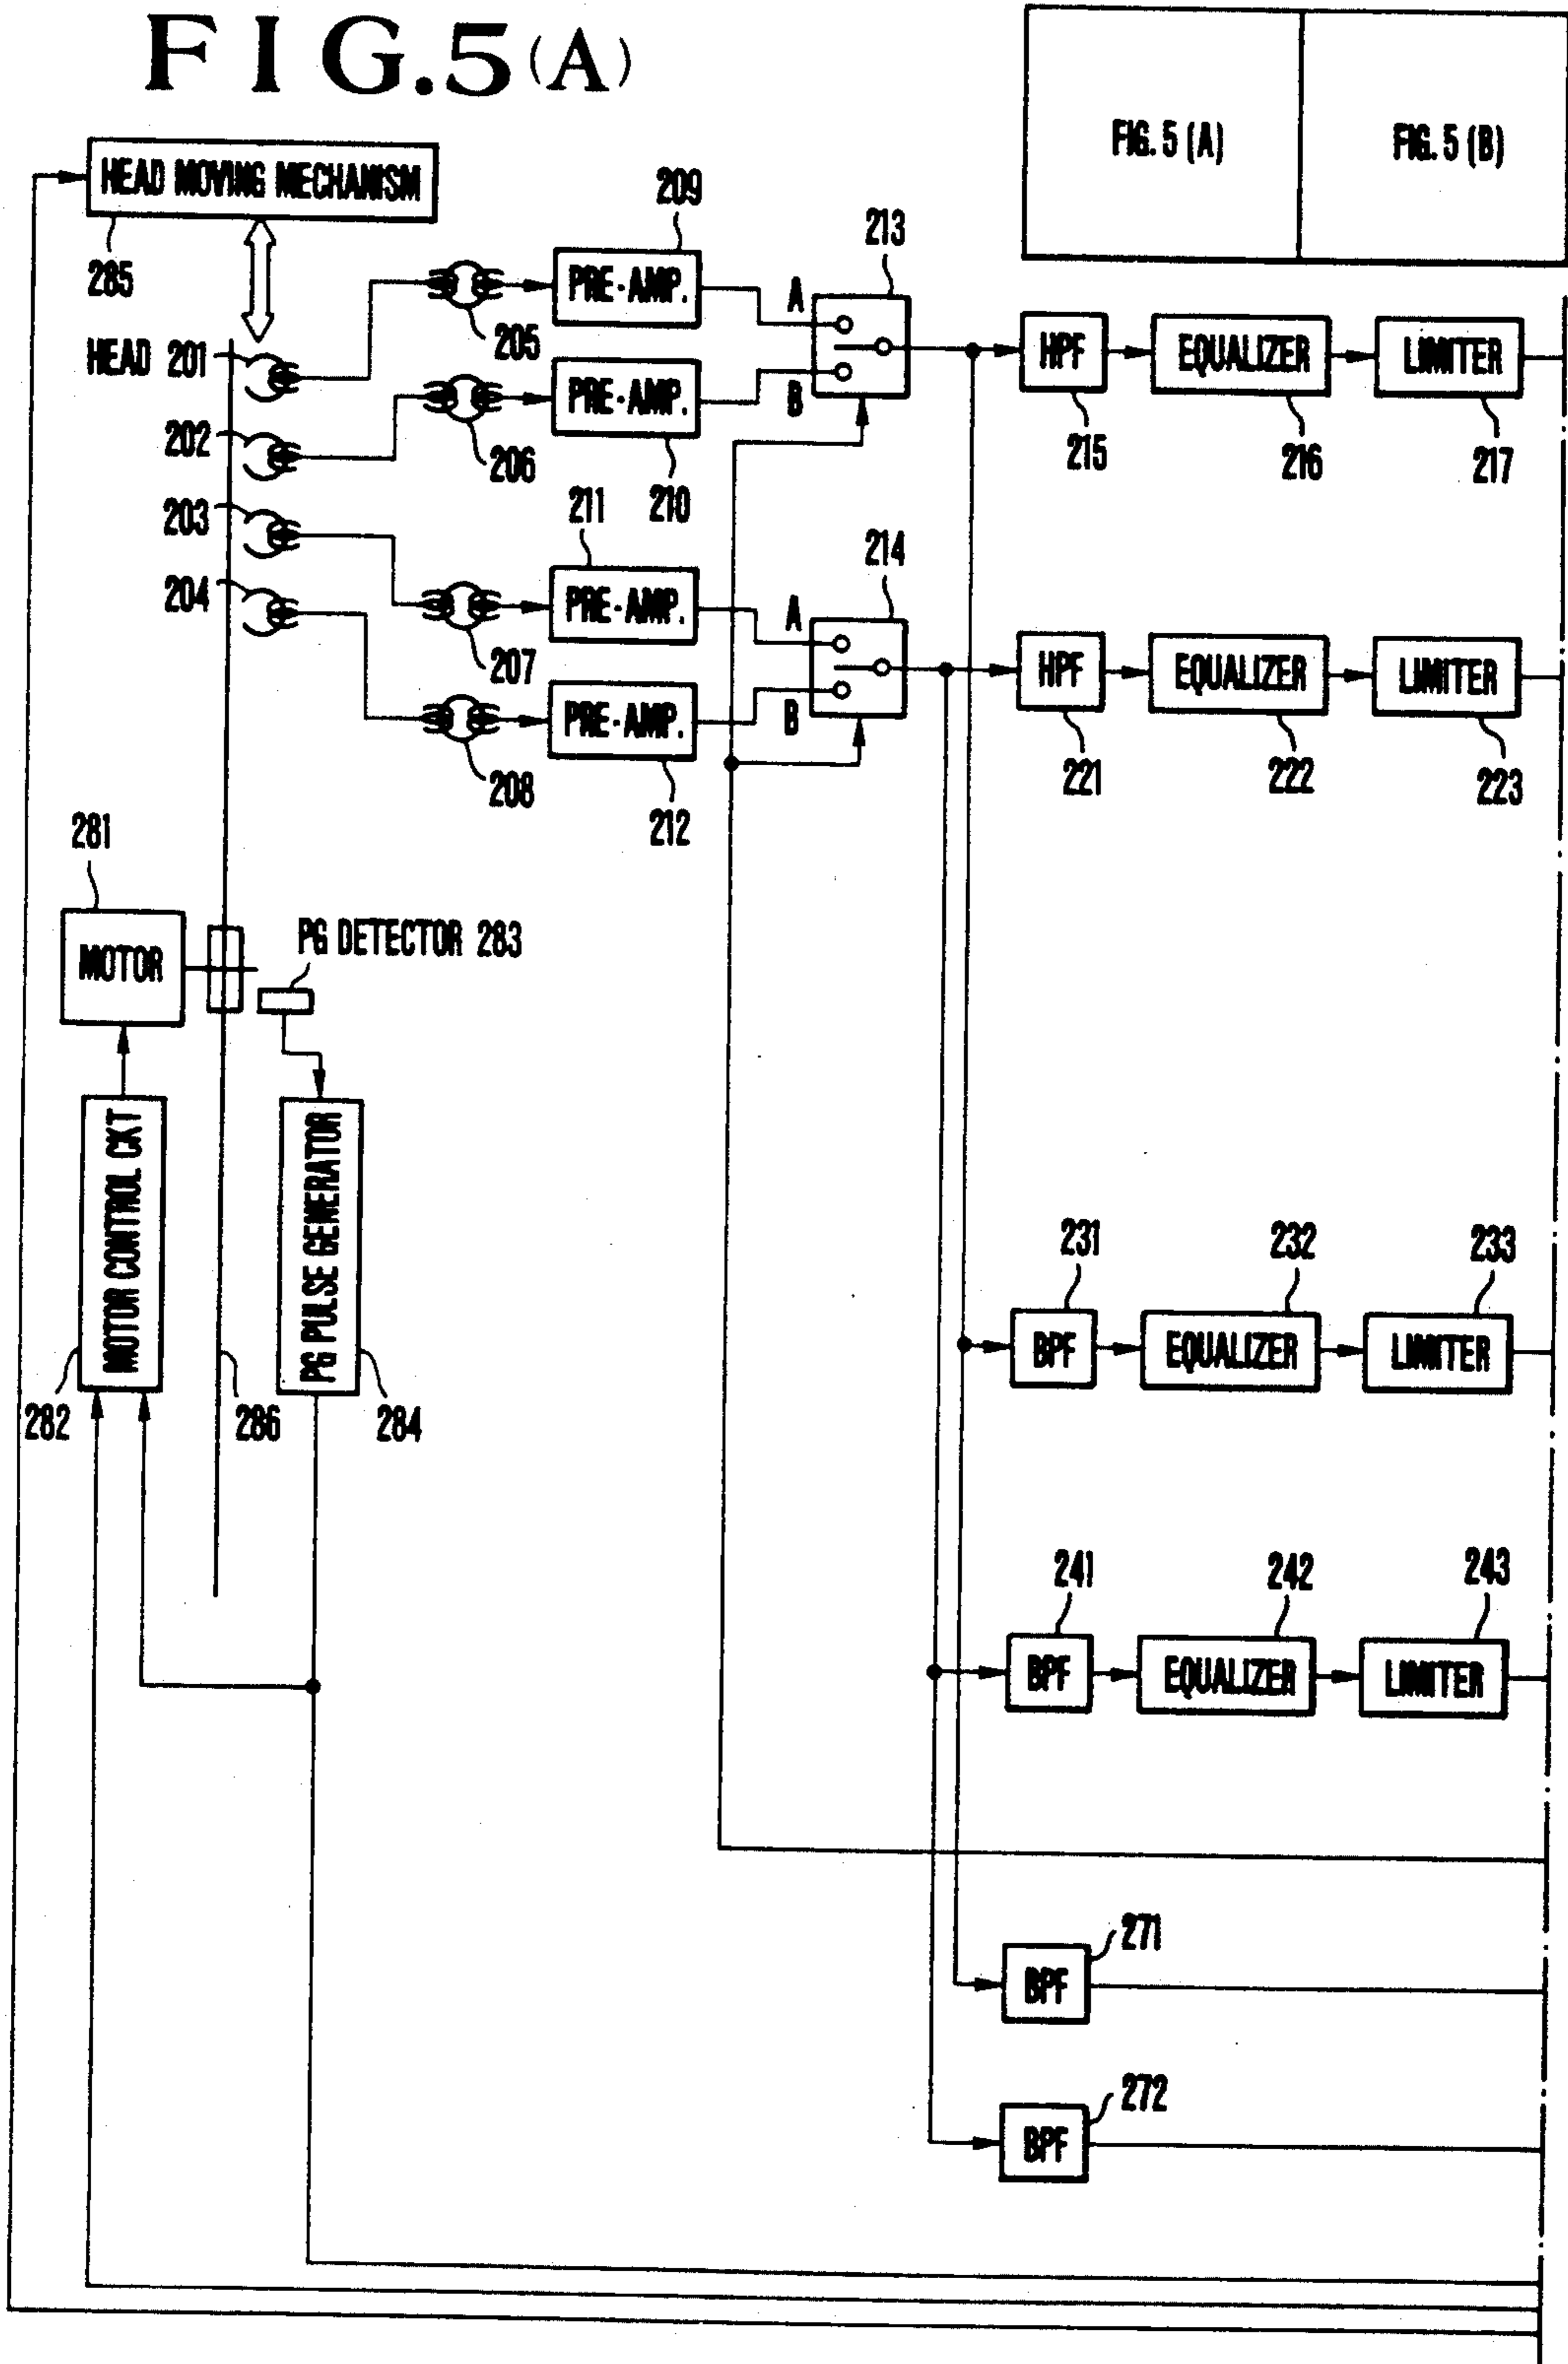 FIG.5(A)
FIG. 5 (A)
FIG. 5 (B)
HEAD MOVING MECHANISM
285
209
213
PRE-AMP.
A
205
HEAD 201
HPF
EQUALIZER
LIMITER
PRE-AMP.
B
202
206
210
215
216
217
203
211
214
204
PRE-AMP.
A
207
HPF
EQUALIZER
LIMITER
PRE-AMP.
B
208
212
221
222
223
281
MOTOR
PG DETECTOR 283
MOTOR CONTROL CKT
PG PULSE GENERATOR
282
286
284
231
232
233
BPF
EQUALIZER
LIMITER
241
242
243
BPF
EQUALIZER
LIMITER
271
BPF
272
BPF